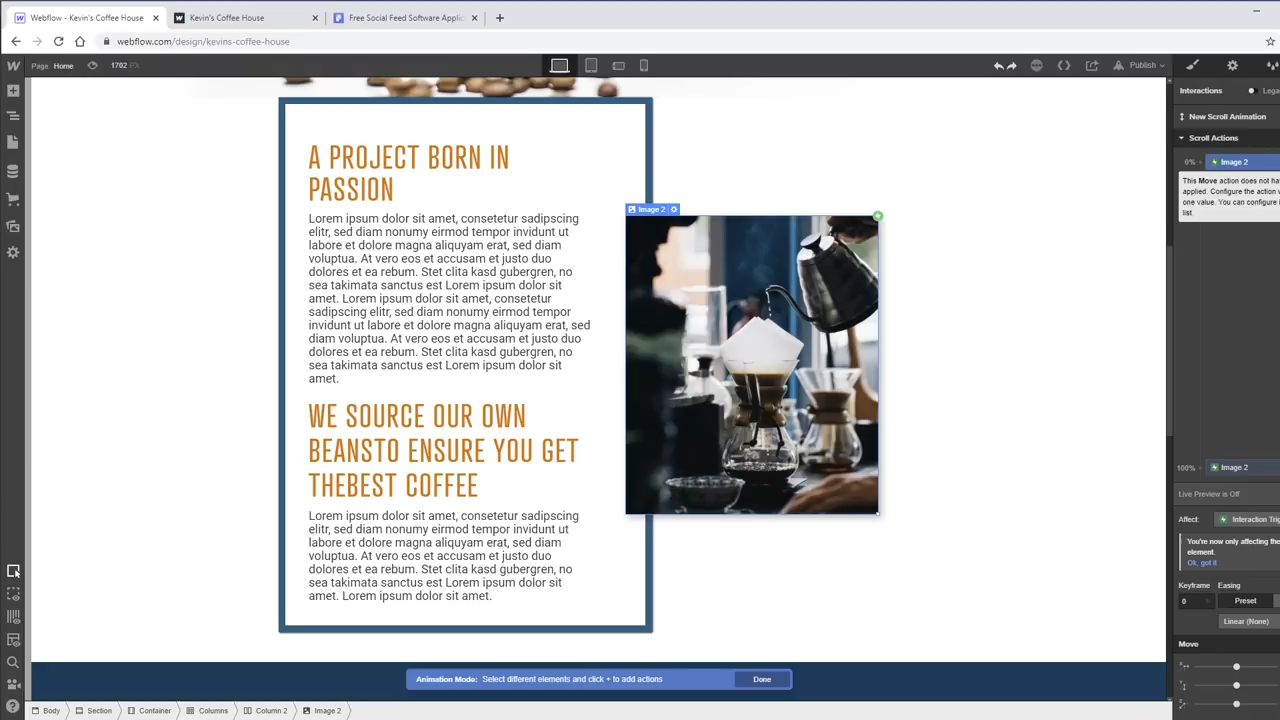 Webflow - Kevin's Coffee House
Kevin's Coffee House
Free Social Feed Software Applic
webflow.com/design/kevins-coffee-house
Page: Home
1702 PX
Publish
Interactions
Lega
New Scroll Animation
Scroll Actions
0%
Image 2
This Move action does not ha
applied. Configure the action
one value. You can configure i
list.
A PROJECT BORN IN
PASSION
Lorem ipsum dolor sit amet, consetetur sadipscing
elitr, sed diam nonumy eirmod tempor invidunt ut
labore et dolore magna aliquyam erat, sed diam
voluptua. At vero eos et accusam et justo duo
dolores et ea rebum. Stet clita kasd gubergren, no
sea takimata sanctus est Lorem ipsum dolor sit
amet. Lorem ipsum dolor sit amet, consetetur
sadipscing elitr, sed diam nonumy eirmod tempor
invidunt ut labore et dolore magna aliquyam erat, sed
diam voluptua. At vero eos et accusam et justo duo
dolores et ea rebum. Stet clita kasd gubergren, no
sea takimata sanctus est Lorem ipsum dolor sit
amet.
Image 2
WE SOURCE OUR OWN
BEANSTO ENSURE YOU GET
THEBEST COFFEE
Lorem ipsum dolor sit amet, consetetur sadipscing
elitr, sed diam nonumy eirmod tempor invidunt ut
labore et dolore magna aliquyam erat, sed diam
voluptua. At vero eos et accusam et justo duo
dolores et ea rebum. Stet clita kasd gubergren, no
sea takimata sanctus est Lorem ipsum dolor sit
amet. Lorem ipsum dolor sit amet.
100%
Image 2
Live Preview is Off
Affect:
Interaction Trig
You're now only affecting the
element.
Ok, got it
Keyframe
Easing
0
Preset
Linear (None)
Move
X
Y
Z
Animation Mode: Select different elements and click + to add actions
Done
Body
Section
Container
Columns
Column 2
Image 2